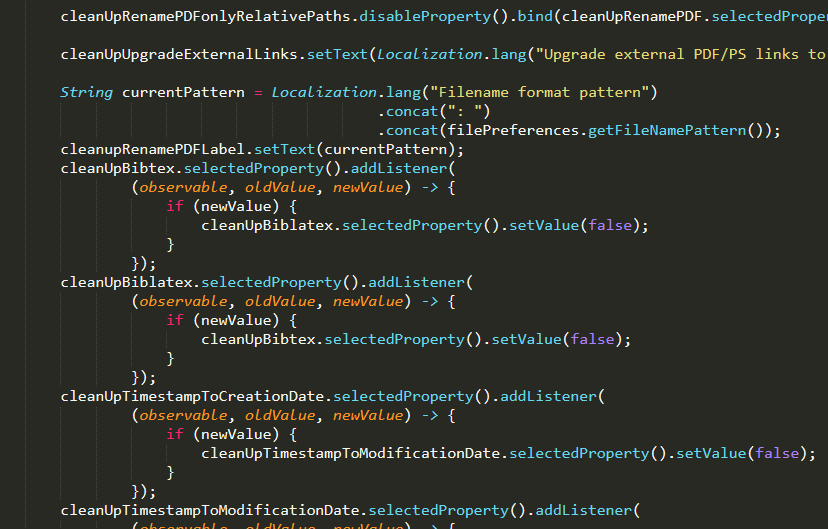 cleanUpRenamePDFonlyRelativePaths.disableProperty().bind(cleanUpRenamePDF.selectedProper
cleanUpUpgradeExternalLinks.setText(Localization.lang("Upgrade external PDF/PS links to
String currentPattern = Localization.lang("Filename format pattern")
.concat(": ")
.concat(filePreferences.getFileNamePattern());
cleanupRenamePDFLabel.setText(currentPattern);
cleanUpBibtex.selectedProperty().addListener(
(observable, oldValue, newValue) -> {
if (newValue) {
cleanUpBiblatex.selectedProperty().setValue(false);
}
});
cleanUpBiblatex.selectedProperty().addListener(
(observable, oldValue, newValue) -> {
if (newValue) {
cleanUpBibtex.selectedProperty().setValue(false);
}
});
cleanUpTimestampToCreationDate.selectedProperty().addListener(
(observable, oldValue, newValue) -> {
if (newValue) {
cleanUpTimestampToModificationDate.selectedProperty().setValue(false);
}
});
cleanUpTimestampToModificationDate.selectedProperty().addListener(
(observable, oldValue, newValue) -> {